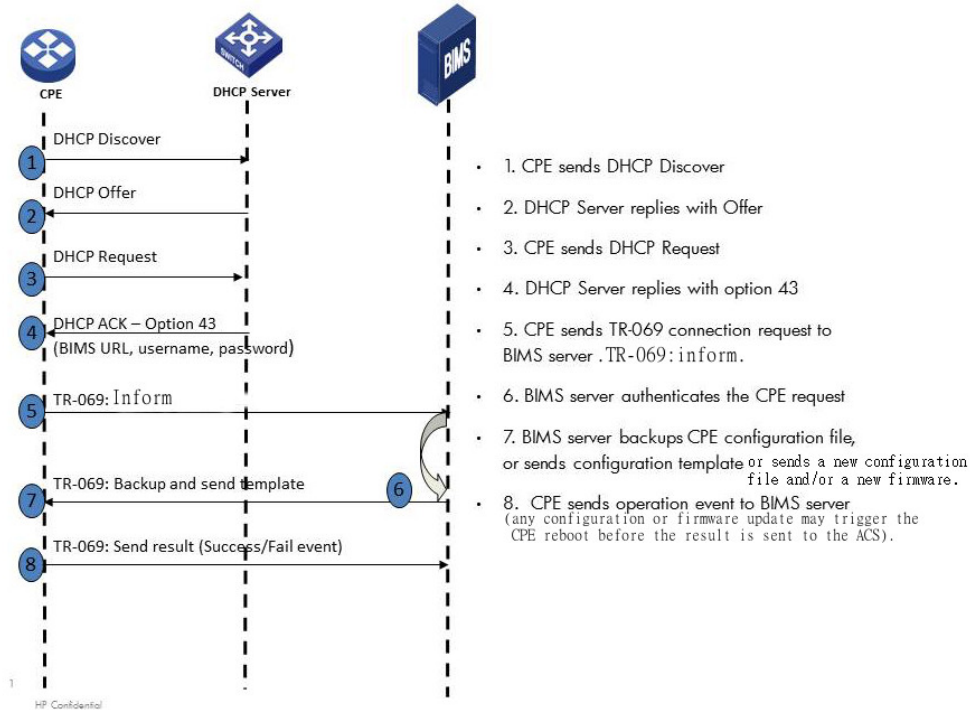 SWITCH
BIMS
CPE
DHCP Server
DHCP Discover
1
DHCP Offer
2
DHCP Request
3
DHCP ACK – Option 43
4
(BIMS URL, username, password)
TR-069: Inform
5
TR-069: Backup and send template
6
7
TR-069: Send result (Success/Fail event)
8
• 1. CPE sends DHCP Discover
• 2. DHCP Server replies with Offer
• 3. CPE sends DHCP Request
• 4. DHCP Server replies with option 43
• 5. CPE sends TR-069 connection request to
BIMS server .TR-069:inform.
• 6. BIMS server authenticates the CPE request
• 7. BIMS server backups CPE configuration file,
or sends configuration template or sends a new configuration
file and/or a new firmware.
• 8. CPE sends operation event to BIMS server
(any configuration or firmware update may trigger the
CPE reboot before the result is sent to the ACS).
1
HP Confidential